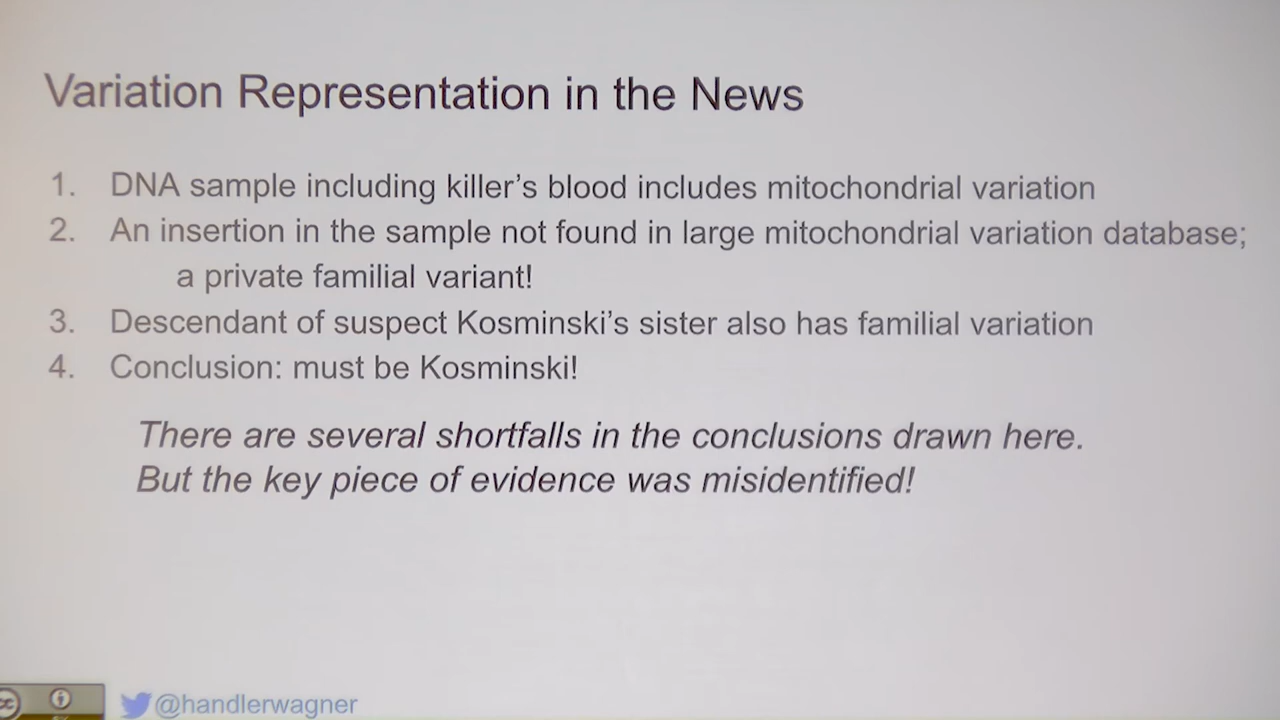 Variation Representation in the News
1. DNA sample including killer's blood includes mitochondrial variation
2. An insertion in the sample not found in large mitochondrial variation database;
a private familial variant!
3. Descendant of suspect Kosminski's sister also has familial variation
4. Conclusion: must be Kosminski!
There are several shortfalls in the conclusions drawn here.
But the key piece of evidence was misidentified!
cc
@handlerwagner